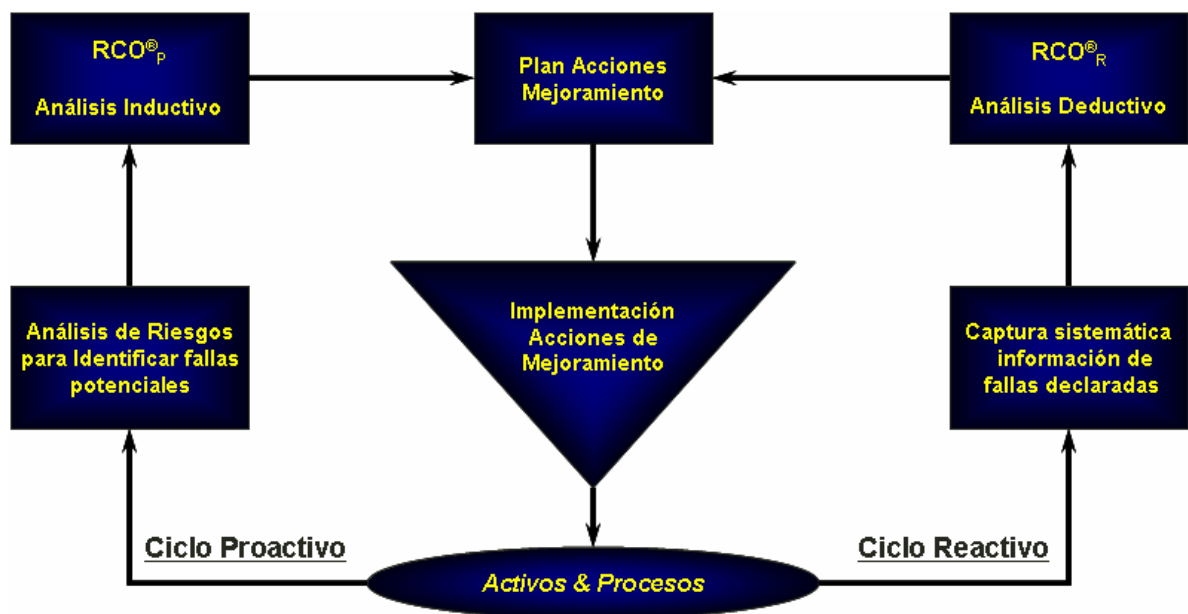 RCO®P
Análisis Inductivo
Plan Acciones
Mejoramiento
RCO®R
Análisis Deductivo
Análisis de Riesgos
para Identificar fallas
potenciales
Implementación
Acciones de
Mejoramiento
Captura sistemática
información de
fallas declaradas
Ciclo Proactivo
Ciclo Reactivo
Activos & Procesos